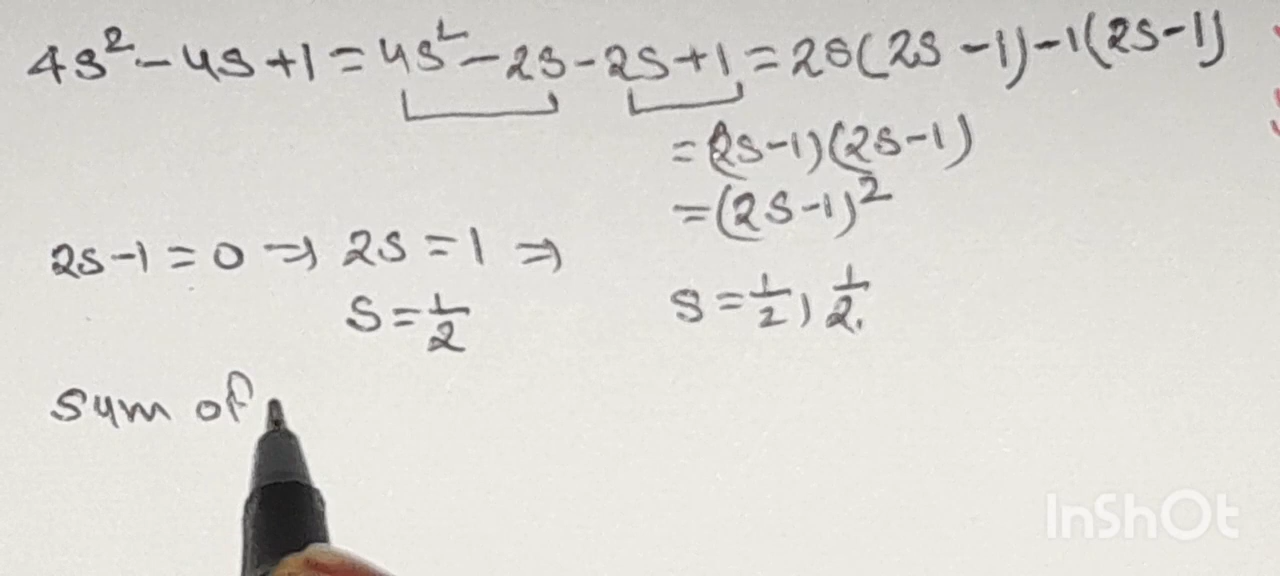 4s² - 4s + 1 = 4s² - 2s - 2s + 1 = 2s(2s - 1) - 1(2s - 1)
= (2s - 1)(2s - 1)
= (2s - 1)²
2s - 1 = 0 ⇒ 2s = 1 ⇒
s = 1/2
s = 1/2, 1/2.
sum of
InShOt